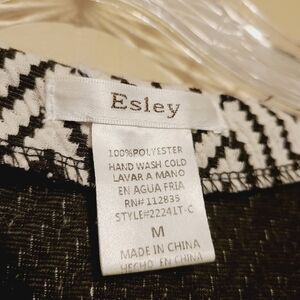 Esley
100%POLYESTER
HAND WASH COLD
LAVAR A MANO
EN AGUA FRIA
RN# 112835
STYLE#22241T-C
M
MADE IN CHINA
HECHO EN CHINA